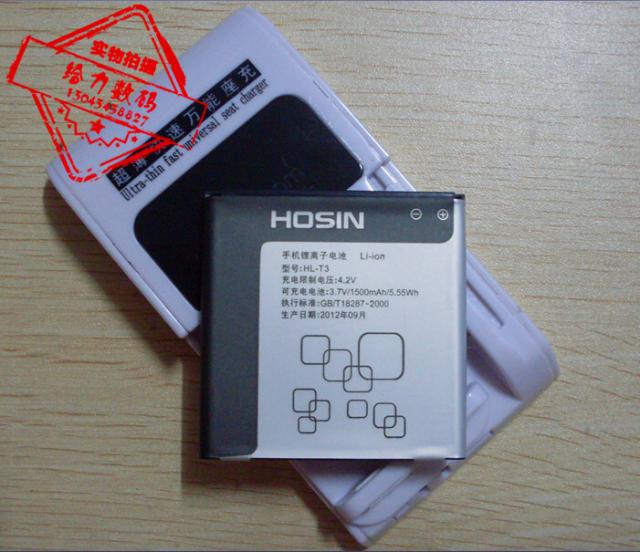 实物拍摄
给力数码
13043458827
超薄快速万能座充
Ultra-thin fast universal seat charger
HOSIN
手机锂离子电池 Li-ion
型号:HL-T3
充电限制电压:4.2V
可充电电池:3.7V/1500mAh/5.55Wh
执行标准:GB/T18287-2000
生产日期:2012年09月